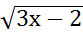 √(3x − 2)